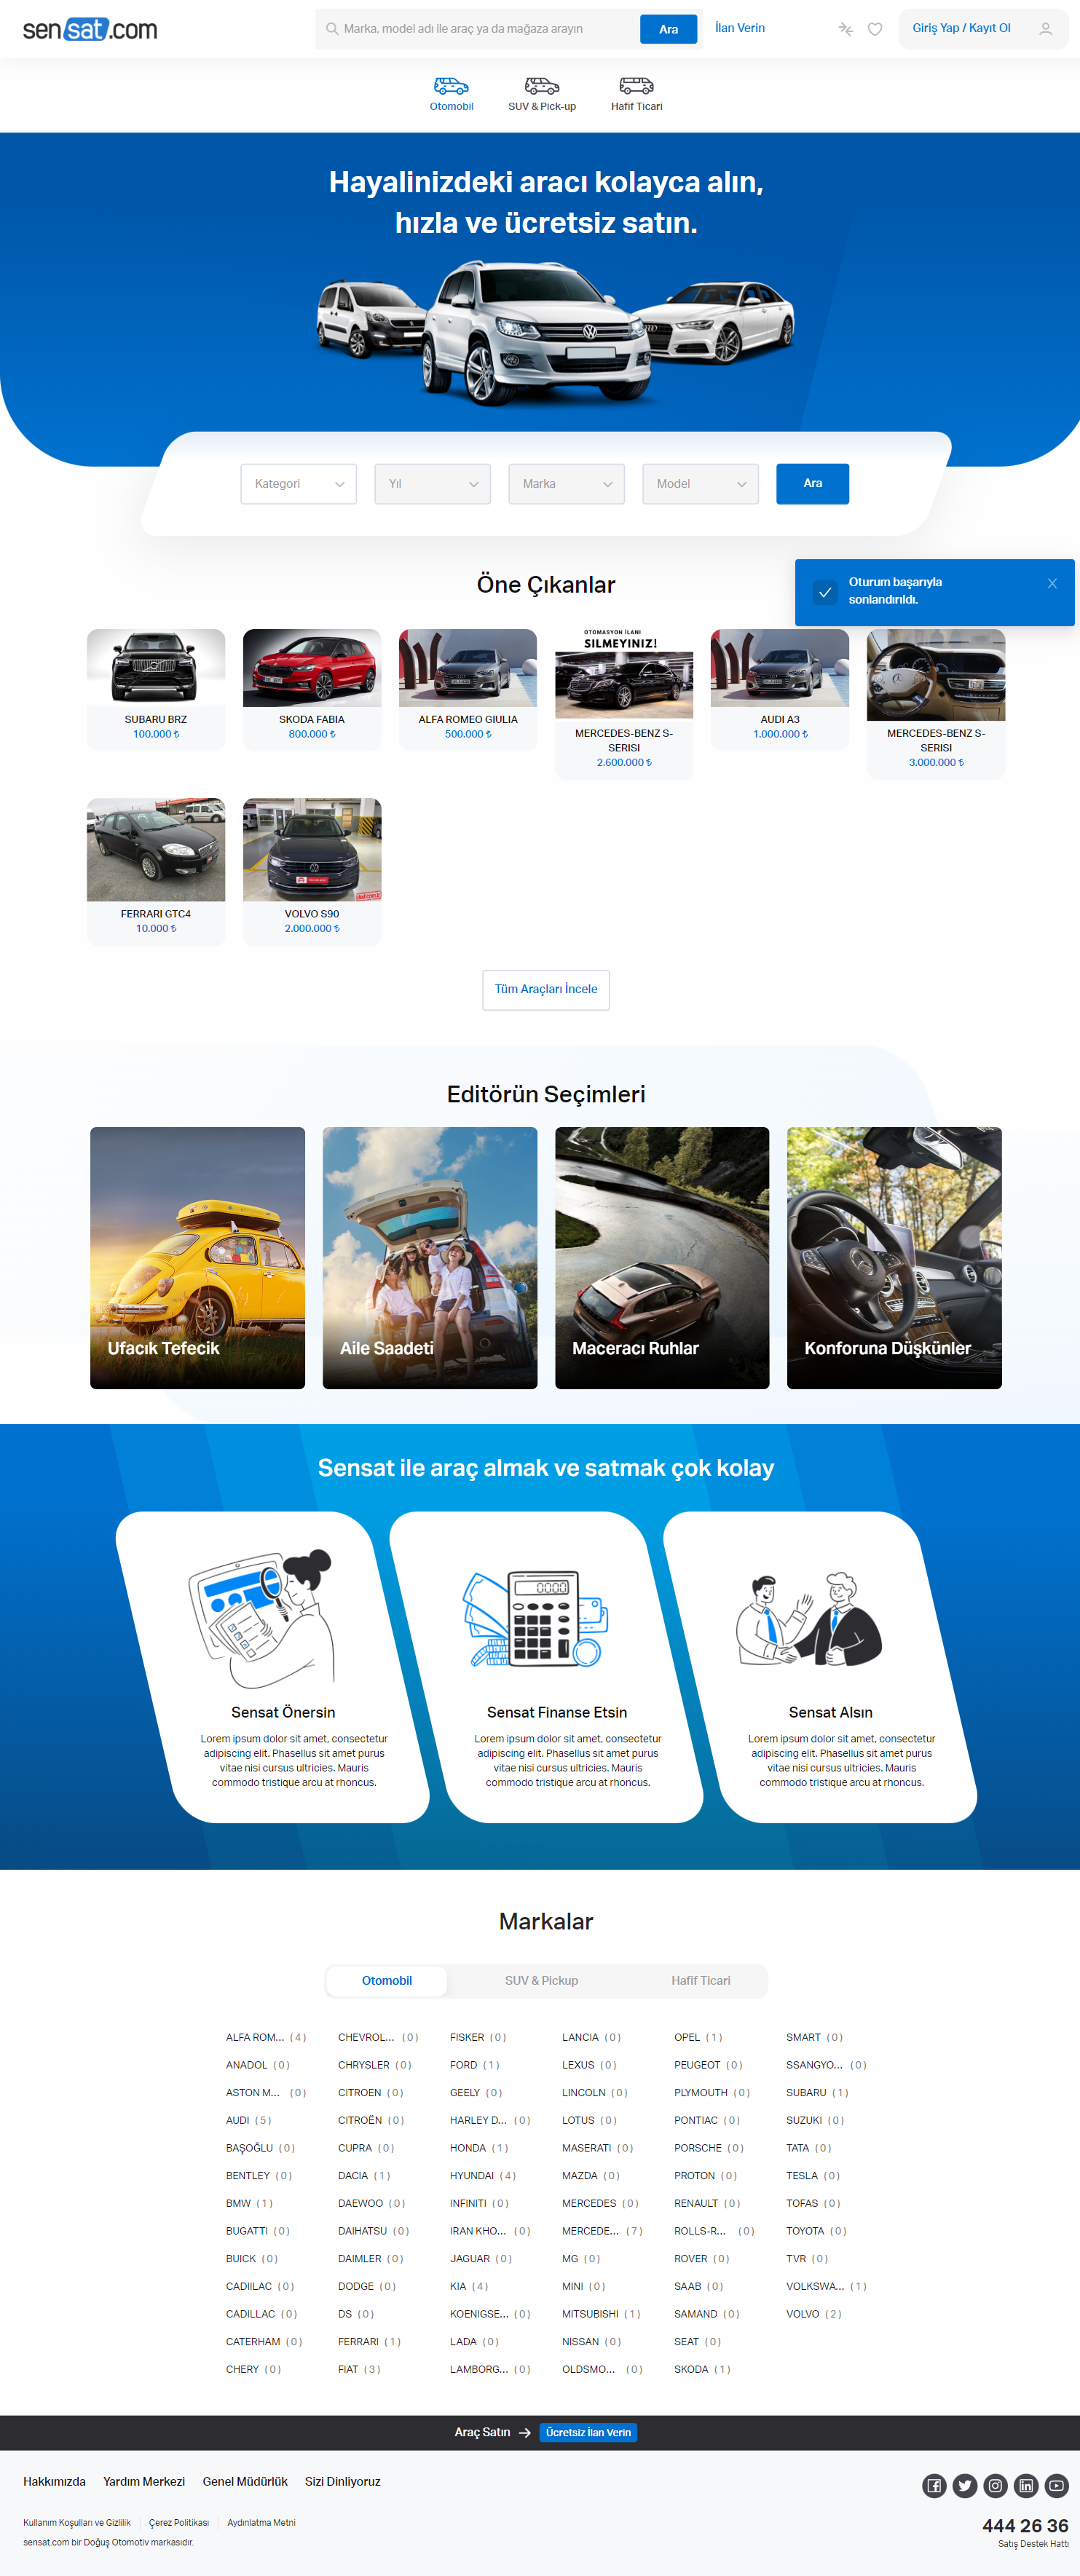 sensat.com
Marka, model adı ile araç ya da mağaza arayın
Ara
İlan Verin
Giriş Yap / Kayıt Ol
Otomobil
SUV & Pick-up
Hafif Ticari
Hayalinizdeki aracı kolayca alın,
hızla ve ücretsiz satın.
Kategori
Yıl
Marka
Model
Ara
Öne Çıkanlar
Oturum başarıyla
sonlandırıldı.
OTOMASYON İLANI
SİLMEYİNİZ!
SUBARU BRZ
100.000 ₺
SKODA FABIA
800.000 ₺
ALFA ROMEO GIULIA
500.000 ₺
MERCEDES-BENZ S-
SERISI
2.600.000 ₺
AUDI A3
1.000.000 ₺
MERCEDES-BENZ S-
SERISI
3.000.000 ₺
FERRARI GTC4
10.000 ₺
VOLVO S90
2.000.000 ₺
Tüm Araçları İncele
Editörün Seçimleri
Ufacık Tefecik
Aile Saadeti
Maceracı Ruhlar
Konforuna Düşkünler
Sensat ile araç almak ve satmak çok kolay
Sensat Önersin
Lorem ipsum dolor sit amet, consectetur
adipiscing elit. Phasellus sit amet purus
vitae nisi cursus ultricies. Mauris
commodo tristique arcu at rhoncus.
Sensat Finanse Etsin
Lorem ipsum dolor sit amet, consectetur
adipiscing elit. Phasellus sit amet purus
vitae nisi cursus ultricies. Mauris
commodo tristique arcu at rhoncus.
Sensat Alsın
Lorem ipsum dolor sit amet, consectetur
adipiscing elit. Phasellus sit amet purus
vitae nisi cursus ultricies. Mauris
commodo tristique arcu at rhoncus.
Markalar
Otomobil
SUV & Pickup
Hafif Ticari
ALFA ROM... (4)
ANADOL (0)
ASTON M... (0)
AUDI (5)
BAŞOĞLU (0)
BENTLEY (0)
BMW (1)
BUGATTI (0)
BUICK (0)
CADIILAC (0)
CADILLAC (0)
CATERHAM (0)
CHERY (0)
CHEVROL... (0)
CHRYSLER (0)
CITROEN (0)
CITROËN (0)
CUPRA (0)
DACIA (1)
DAEWOO (0)
DAIHATSU (0)
DAIMLER (0)
DODGE (0)
DS (0)
FERRARI (1)
FIAT (3)
FISKER (0)
FORD (1)
GEELY (0)
HARLEY D... (0)
HONDA (1)
HYUNDAI (4)
INFINITI (0)
IRAN KHO... (0)
JAGUAR (0)
KIA (4)
KOENIGSE... (0)
LADA (0)
LAMBORG... (0)
LANCIA (0)
LEXUS (0)
LINCOLN (0)
LOTUS (0)
MASERATI (0)
MAZDA (0)
MERCEDES (0)
MERCEDE... (7)
MG (0)
MINI (0)
MITSUBISHI (1)
NISSAN (0)
OLDSMO... (0)
OPEL (1)
PEUGEOT (0)
PLYMOUTH (0)
PONTIAC (0)
PORSCHE (0)
PROTON (0)
RENAULT (0)
ROLLS-R... (0)
ROVER (0)
SAAB (0)
SAMAND (0)
SEAT (0)
SKODA (1)
SMART (0)
SSANGYO... (0)
SUBARU (1)
SUZUKI (0)
TATA (0)
TESLA (0)
TOFAS (0)
TOYOTA (0)
TVR (0)
VOLKSWA... (1)
VOLVO (2)
Araç Satın → Ücretsiz İlan Verin
Hakkımızda
Yardım Merkezi
Genel Müdürlük
Sizi Dinliyoruz
Kullanım Koşulları ve Gizlilik
Çerez Politikası
Aydınlatma Metni
sensat.com bir Doğuş Otomotiv markasıdır.
444 26 36
Satış Destek Hattı